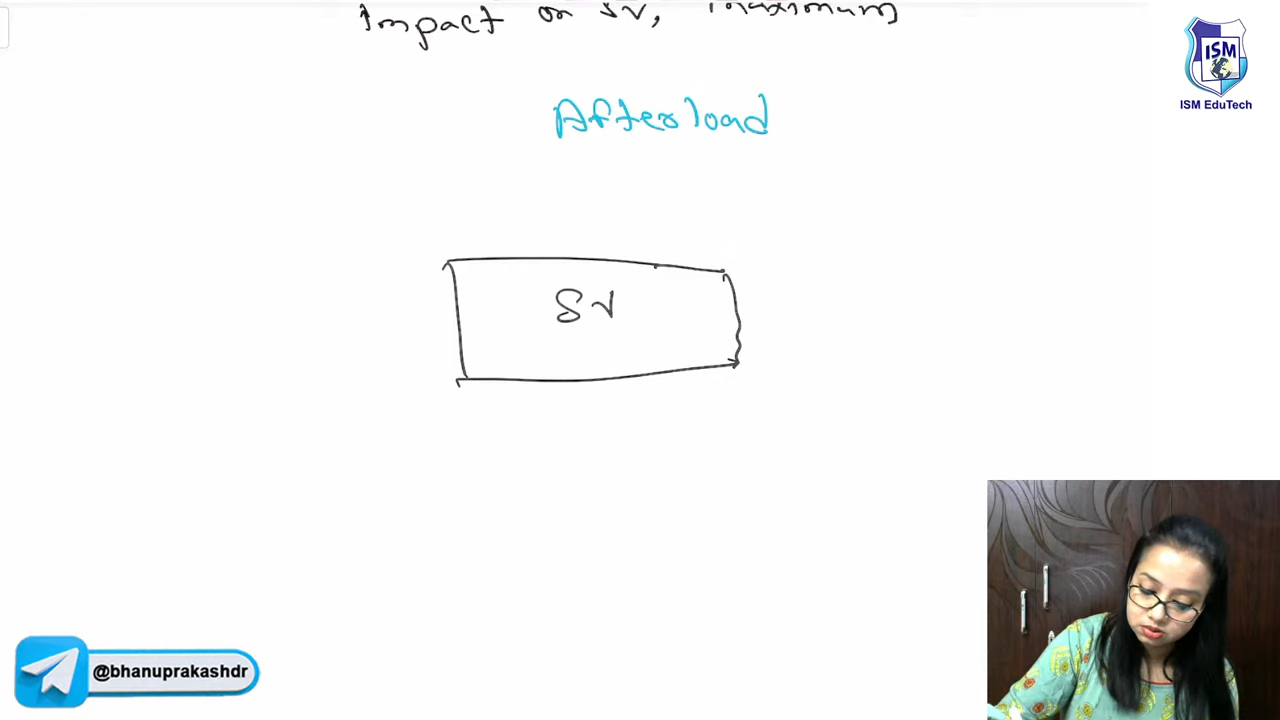 Impact on SV, maximum
ISM
ISM EduTech
Afterload
SV
@bhanuprakashdr